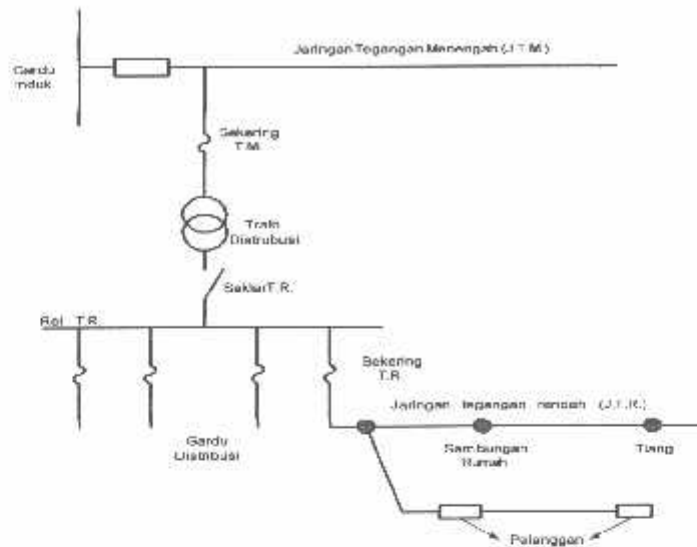 Jaringan Tegangan Menengah (J.T.M.)
Gardu
Induk
Sekering
T.M.
Trafo
Distrubusi
Saklar T.R.
Rel T.R.
Sekering
T.R.
Jaringan tegangan rendah (J.T.R.)
Gardu
Distribusi
Sambungan
Rumah
Tiang
Pelanggan